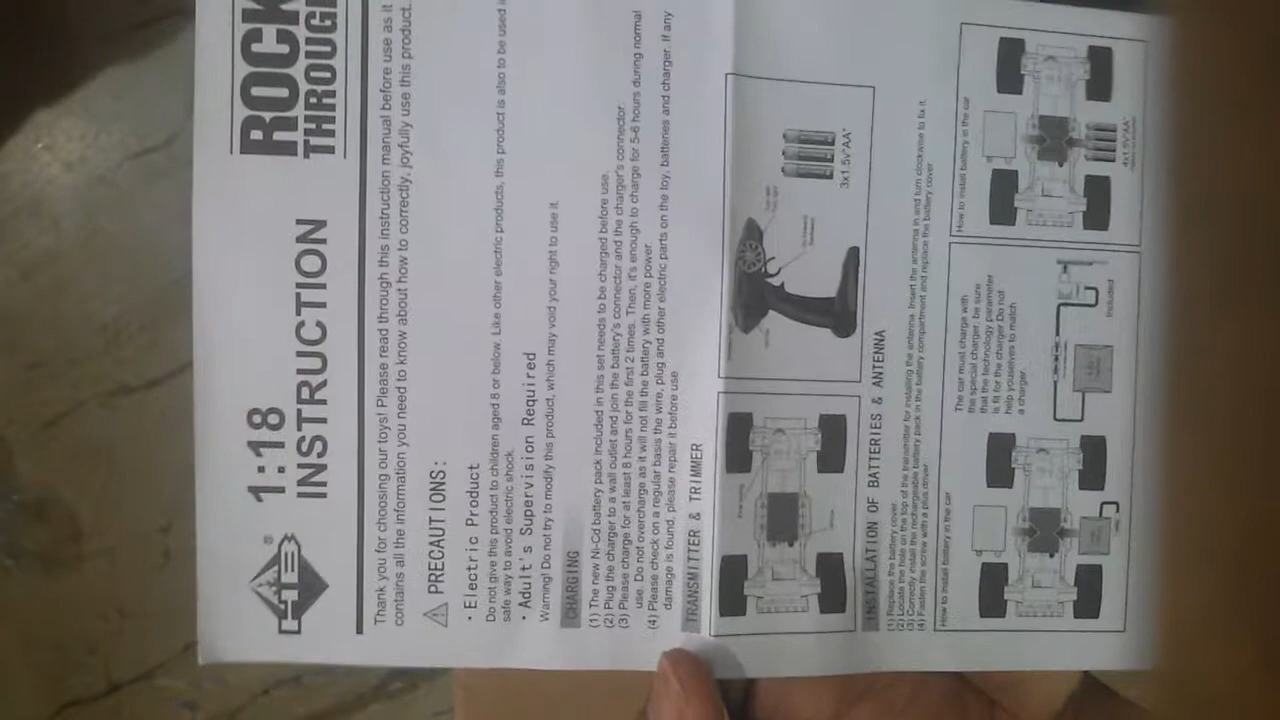 HB®
1:18
INSTRUCTION
ROCK
THROUGH
Thank you for choosing our toys! Please read through this instruction manual before use as it
contains all the information you need to know about how to correctly, joyfully use this product.
PRECAUTIONS:
· Electric Product
Do not give this product to children aged 8 or below. Like other electric products, this product is also to be used i
safe way to avoid electric shock.
· Adult's Supervision Required
Warning! Do not try to modify this product, which may void your right to use it.
CHARGING
(1) The new NI-Cd battery pack included in this set needs to be charged before use.
(2) Plug the charger to a wall outlet and join the battery's connector and the charger's connector.
(3) Please charge for at least 8 hours for the first 2 times. Then, it's enough to charge for 5-6 hours during normal
use. Do not overcharge as it will not fill the battery with more power.
(4) Please check on a regular basis the wire, plug and other electric parts on the toy, batteries and charger. If any
damage is found, please repair it before use
TRANSMITTER & TRIMMER
3x1.5v"AA"
INSTALLATION OF BATTERIES & ANTENNA
(1) Replace the battery cover.
(2) Locate the hole on the top of the transmitter for installing the antenna. Insert the antenna in and turn clockwise to fix it.
(3) Correctly install the rechargeable battery pack in the battery compartment and replace the battery cover
(4) Fasten the screw with a plus driver.
How to install battery in the car
The car must charge with
the special charger, be sure
that the technology parameter
is fit for the charger Do not
help youselves to match
a charger.
Included
How to install battery in the car
4x1.5V"AA"